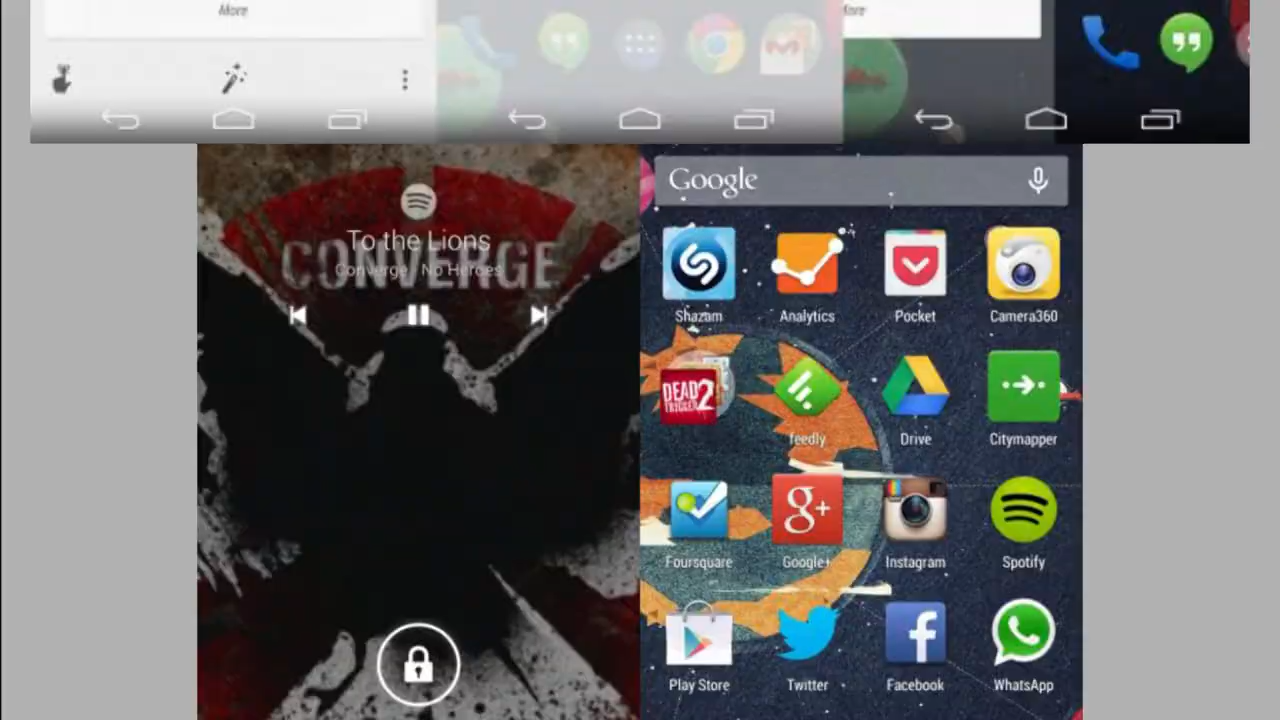 More
More
To the Lions
Converge No Heroes
CONVERGE
Google
Shazam
Analytics
Pocket
Camera360
DEAD
TRIGGER 2
feedly
Drive
Citymapper
g+
Foursquare
Google+
Instagram
Spotify
Play Store
Twitter
Facebook
WhatsApp